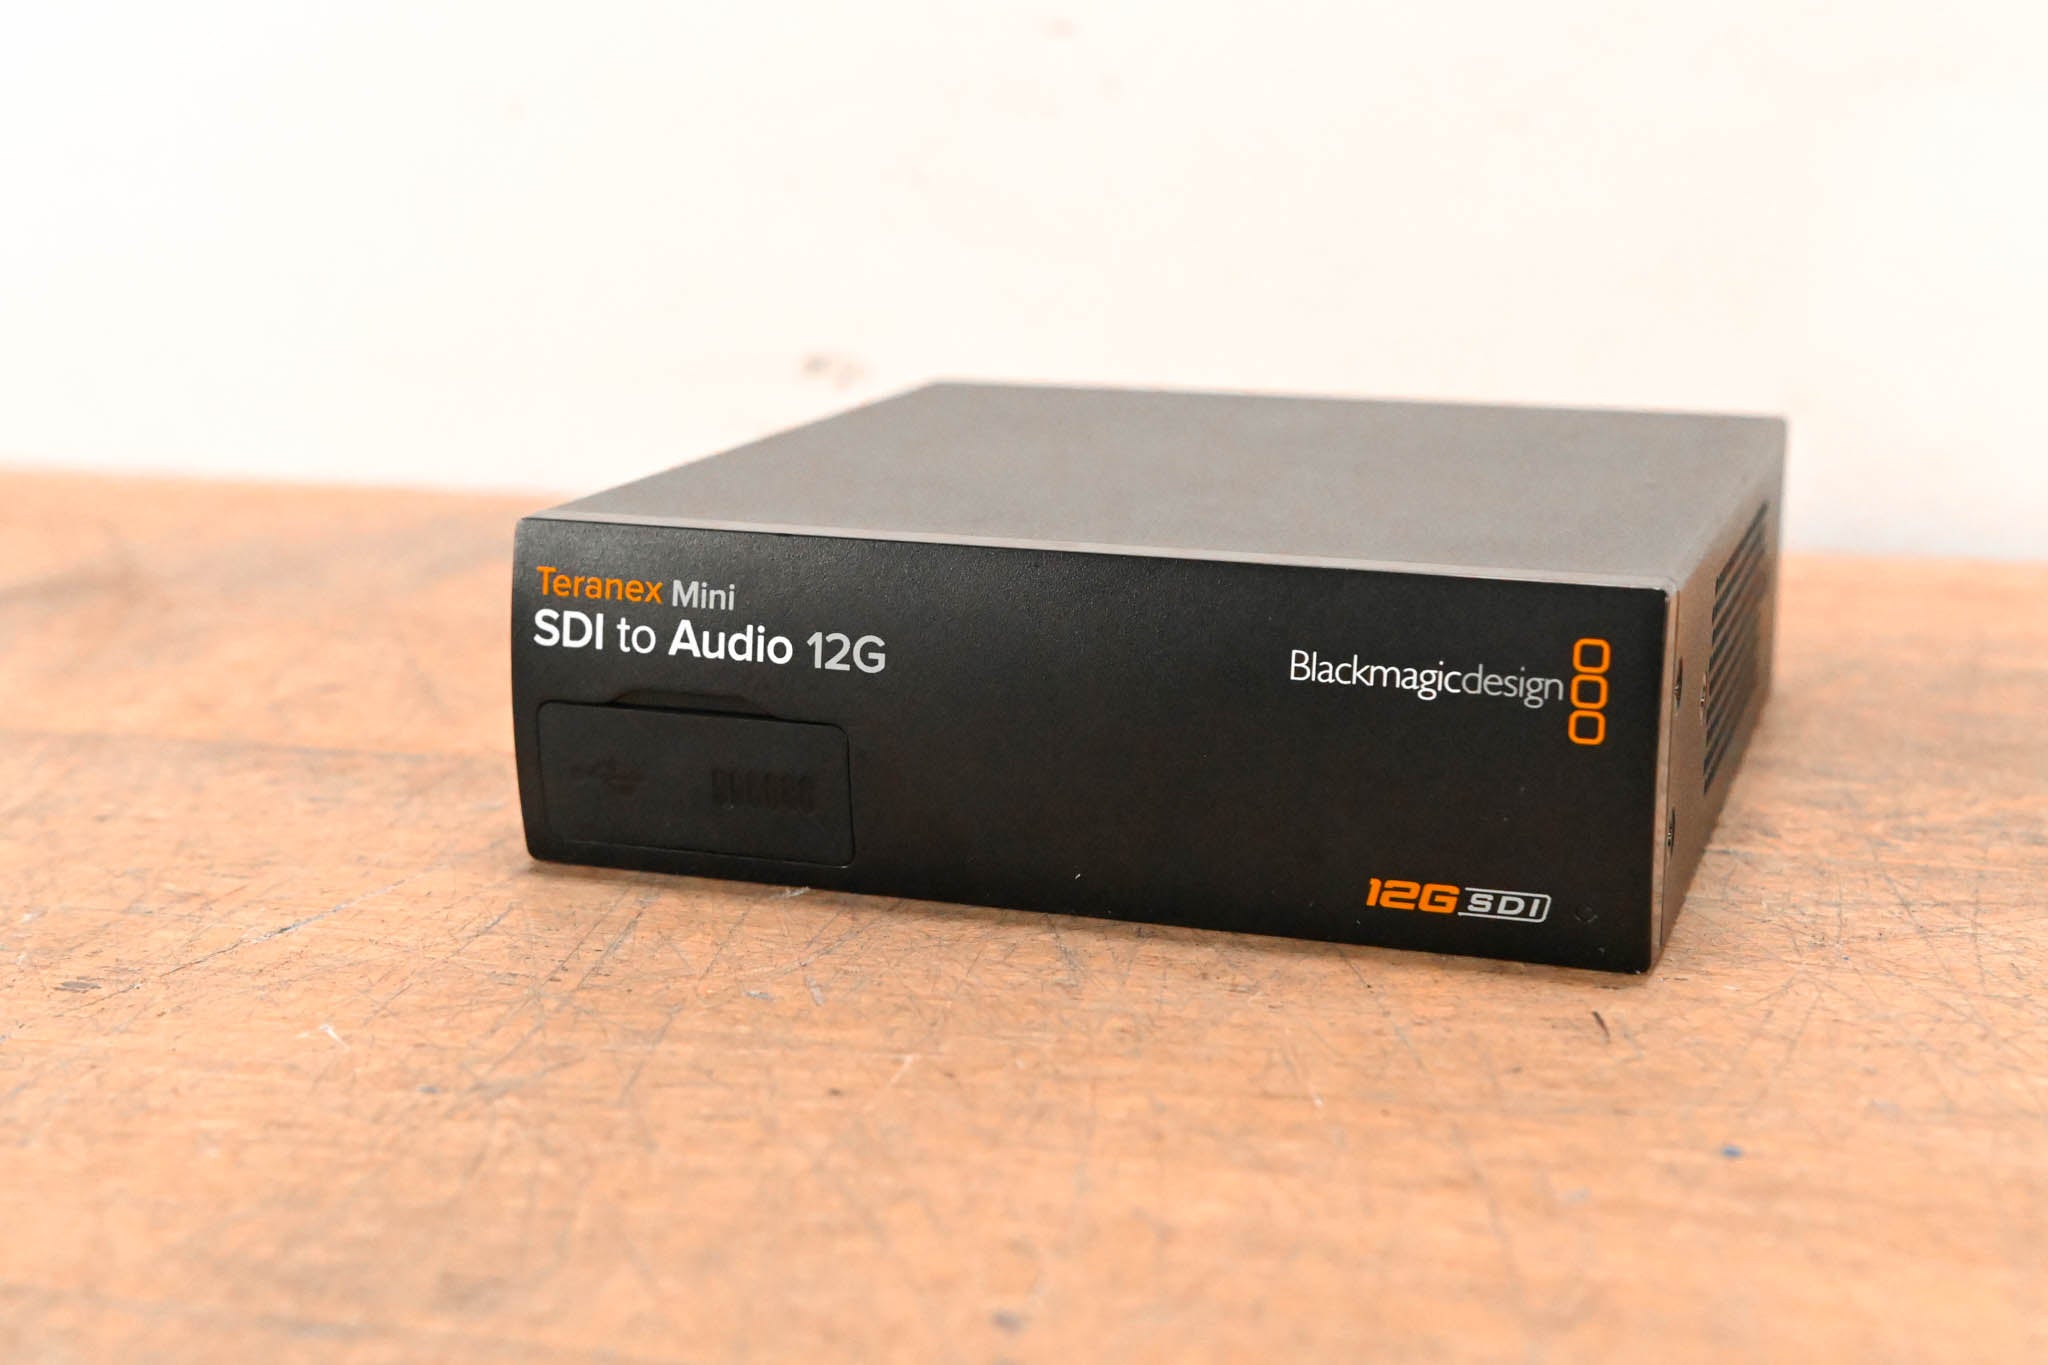 Teranex Mini
SDI to Audio 12G
Blackmagicdesign
12G SDI